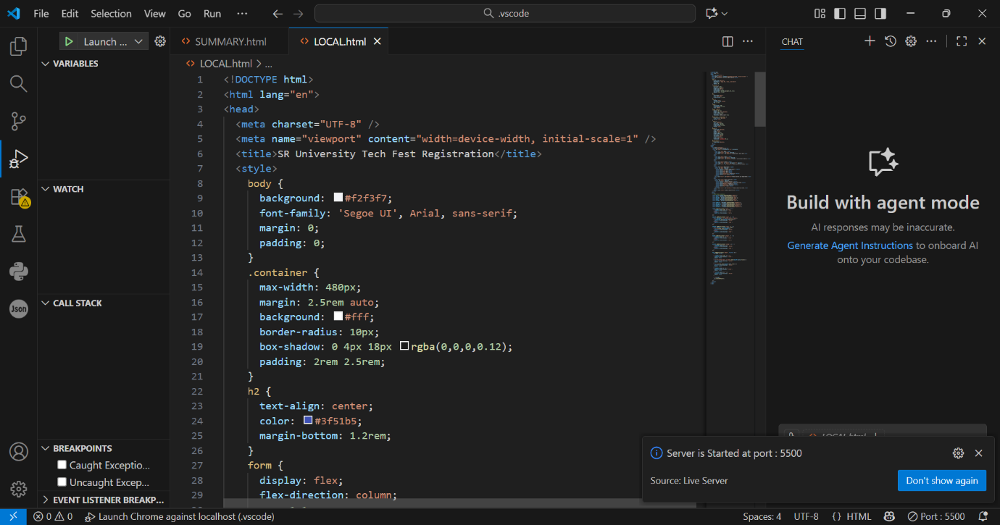 File Edit Selection View Go Run ... .vscode
Launch ... SUMMARY.html LOCAL.html CHAT
VARIABLES
LOCAL.html > ...
1 <!DOCTYPE html>
2 <html lang="en">
3 <head>
4 <meta charset="UTF-8" />
5 <meta name="viewport" content="width=device-width, initial-scale=1" />
6 <title>SR University Tech Fest Registration</title>
7 <style>
8 body {
9 background: #f2f3f7;
10 font-family: 'Segoe UI', Arial, sans-serif;
11 margin: 0;
12 padding: 0;
13 }
14 .container {
15 max-width: 480px;
16 margin: 2.5rem auto;
17 background: #fff;
18 border-radius: 10px;
19 box-shadow: 0 4px 18px rgba(0,0,0,0.12);
20 padding: 2rem 2.5rem;
21 }
22 h2 {
23 text-align: center;
24 color: #3f51b5;
25 margin-bottom: 1.2rem;
26 }
27 form {
28 display: flex;
29 flex-direction: column;
WATCH
CALL STACK
Json
BREAKPOINTS
Caught Exceptio...
Uncaught Excep...
EVENT LISTENER BREAKP...
Build with agent mode
AI responses may be inaccurate.
Generate Agent Instructions to onboard AI
onto your codebase.
LOCAL.html
Server is Started at port : 5500
Source: Live Server
Don't show again
0 0 Launch Chrome against localhost (.vscode) Spaces: 4 UTF-8 {} HTML Port : 5500